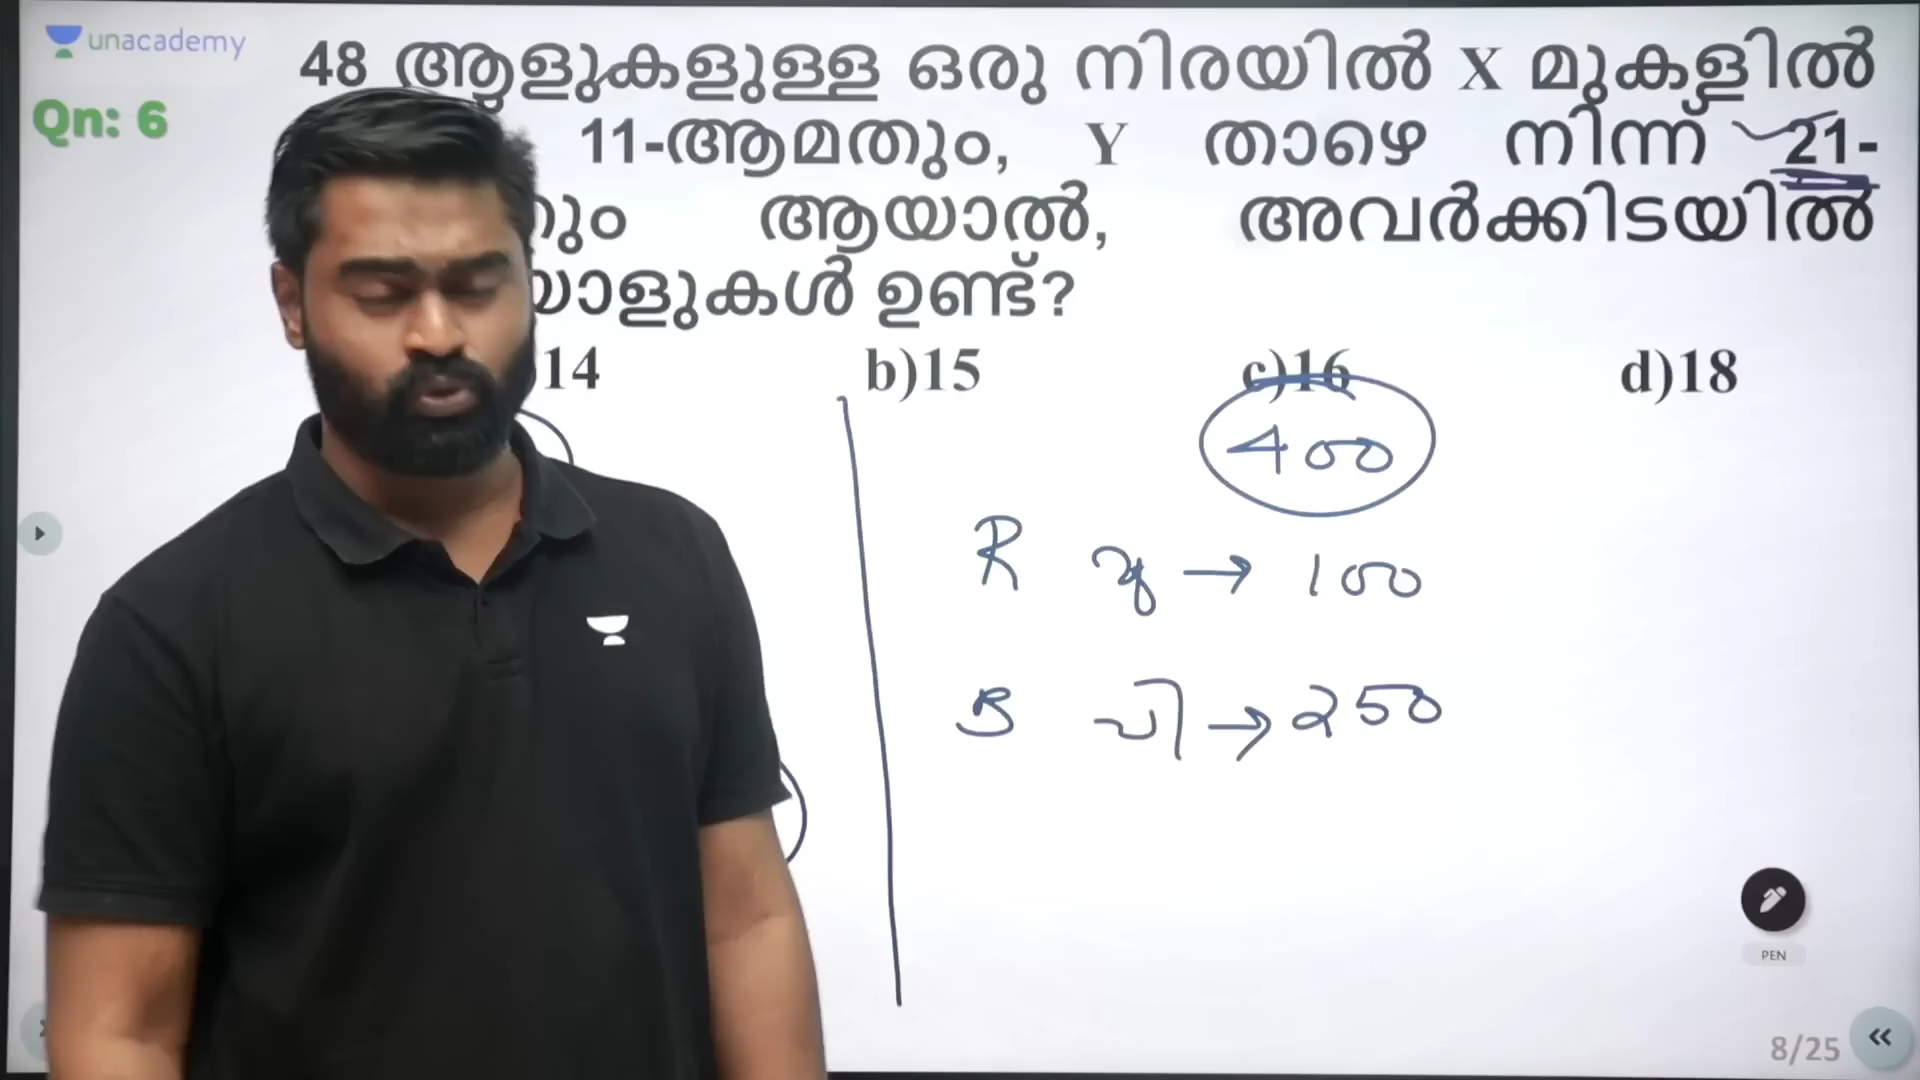 unacademy
Qn: 6
48 ആളുകളുള്ള ഒരു നിരയിൽ X മുകളിൽ
11-ആമതും, Y താഴെ നിന്ന് 21-
ആയാൽ, അവർക്കിടയിൽ
ഉണ്ട്?
14 b)15 c)16 d)18
400
R → 100
B പി → 250
PEN
8/25